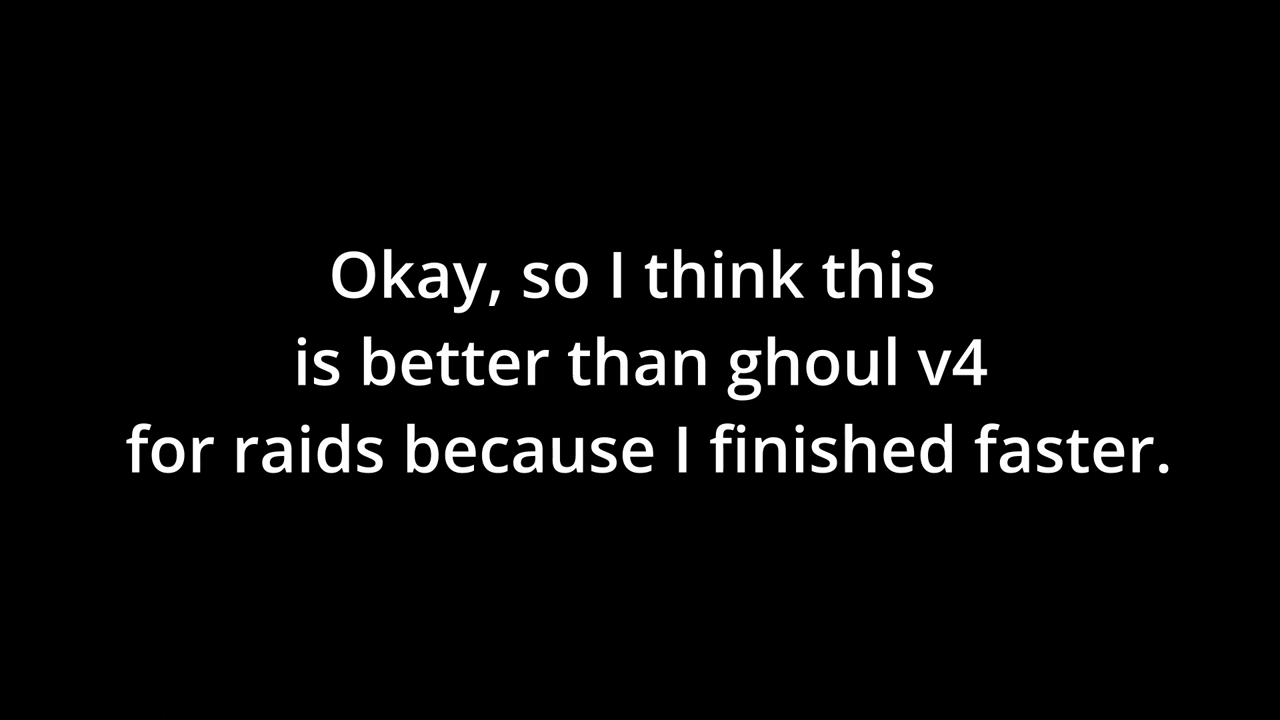 Okay, so I think this
is better than ghoul v4
for raids because I finished faster.